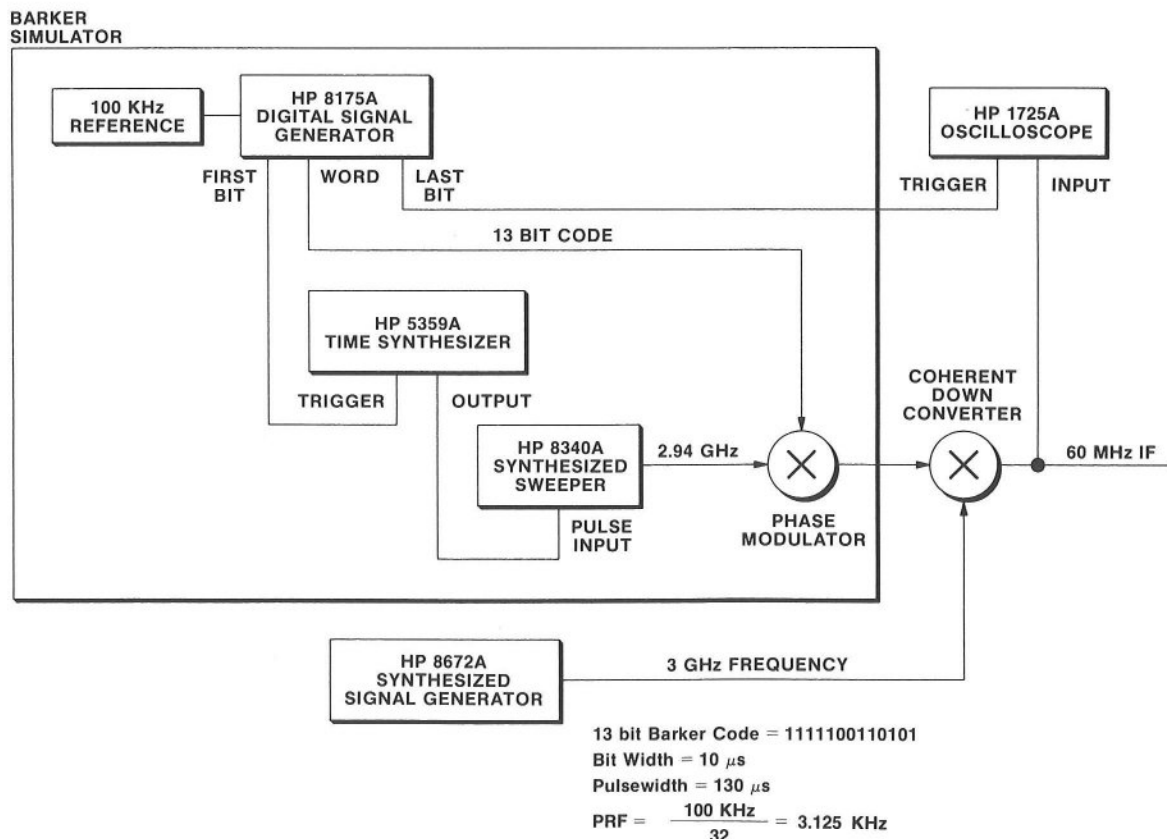 BARKER
SIMULATOR
100 KHz
REFERENCE
HP 8175A
DIGITAL SIGNAL
GENERATOR
HP 1725A
OSCILLOSCOPE
FIRST
BIT
WORD
LAST
BIT
TRIGGER
INPUT
13 BIT CODE
HP 5359A
TIME SYNTHESIZER
TRIGGER
OUTPUT
COHERENT
DOWN
CONVERTER
HP 8340A
SYNTHESIZED
SWEEPER
2.94 GHz
60 MHz IF
PULSE
INPUT
PHASE
MODULATOR
HP 8672A
SYNTHESIZED
SIGNAL GENERATOR
3 GHz FREQUENCY
13 bit Barker Code = 1111100110101
Bit Width = 10 μs
Pulsewidth = 130 μs
PRF = 100 KHz / 32 = 3.125 KHz